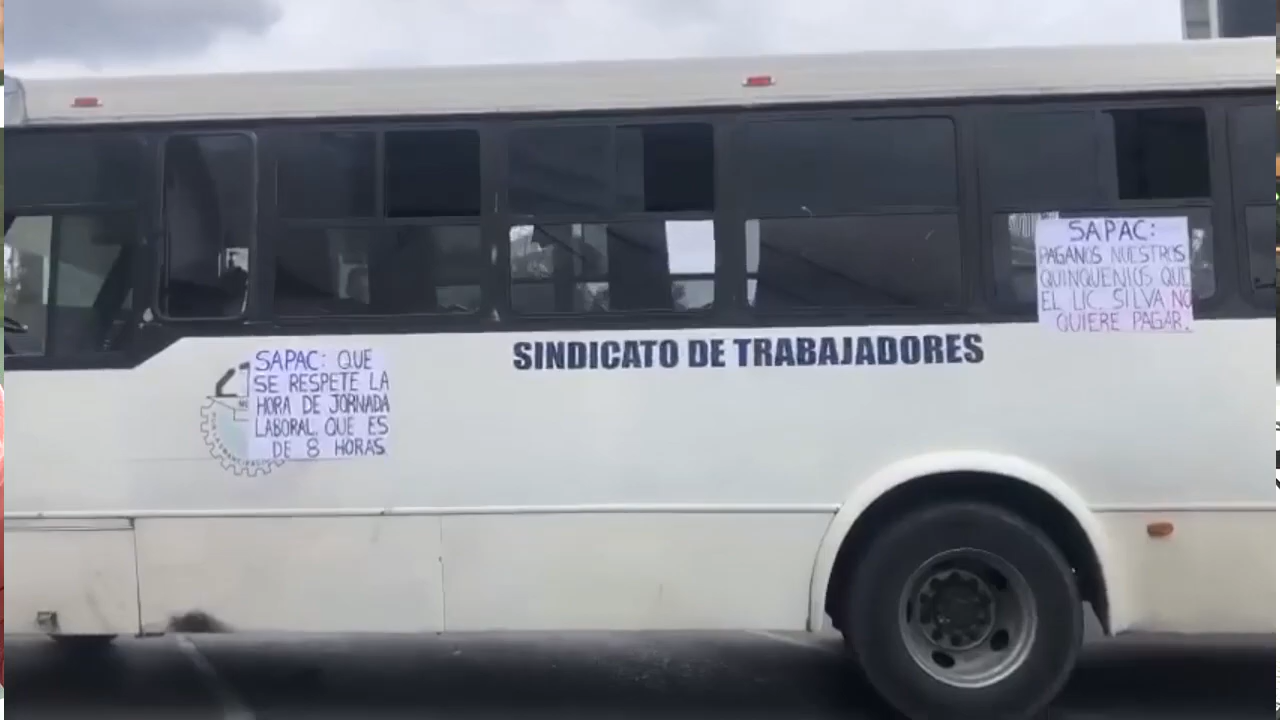 SAPAC:
PAGANOS NUESTROS
QUINQUENIOS QUE
EL LIC. SILVA NO
QUIERE PAGAR.
SINDICATO DE TRABAJADORES
SAPAC: QUE
SE RESPETE LA
HORA DE JORNADA
LABORAL. QUE ES
DE 8 HORAS